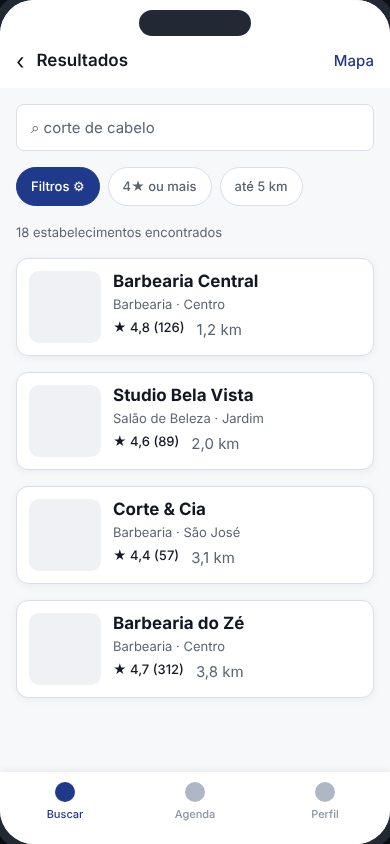 ‹ Resultados Mapa
⌕ corte de cabelo
Filtros ⚙ 4★ ou mais até 5 km
18 estabelecimentos encontrados
Barbearia Central
Barbearia · Centro
★ 4,8 (126) 1,2 km
Studio Bela Vista
Salão de Beleza · Jardim
★ 4,6 (89) 2,0 km
Corte & Cia
Barbearia · São José
★ 4,4 (57) 3,1 km
Barbearia do Zé
Barbearia · Centro
★ 4,7 (312) 3,8 km
Buscar Agenda Perfil